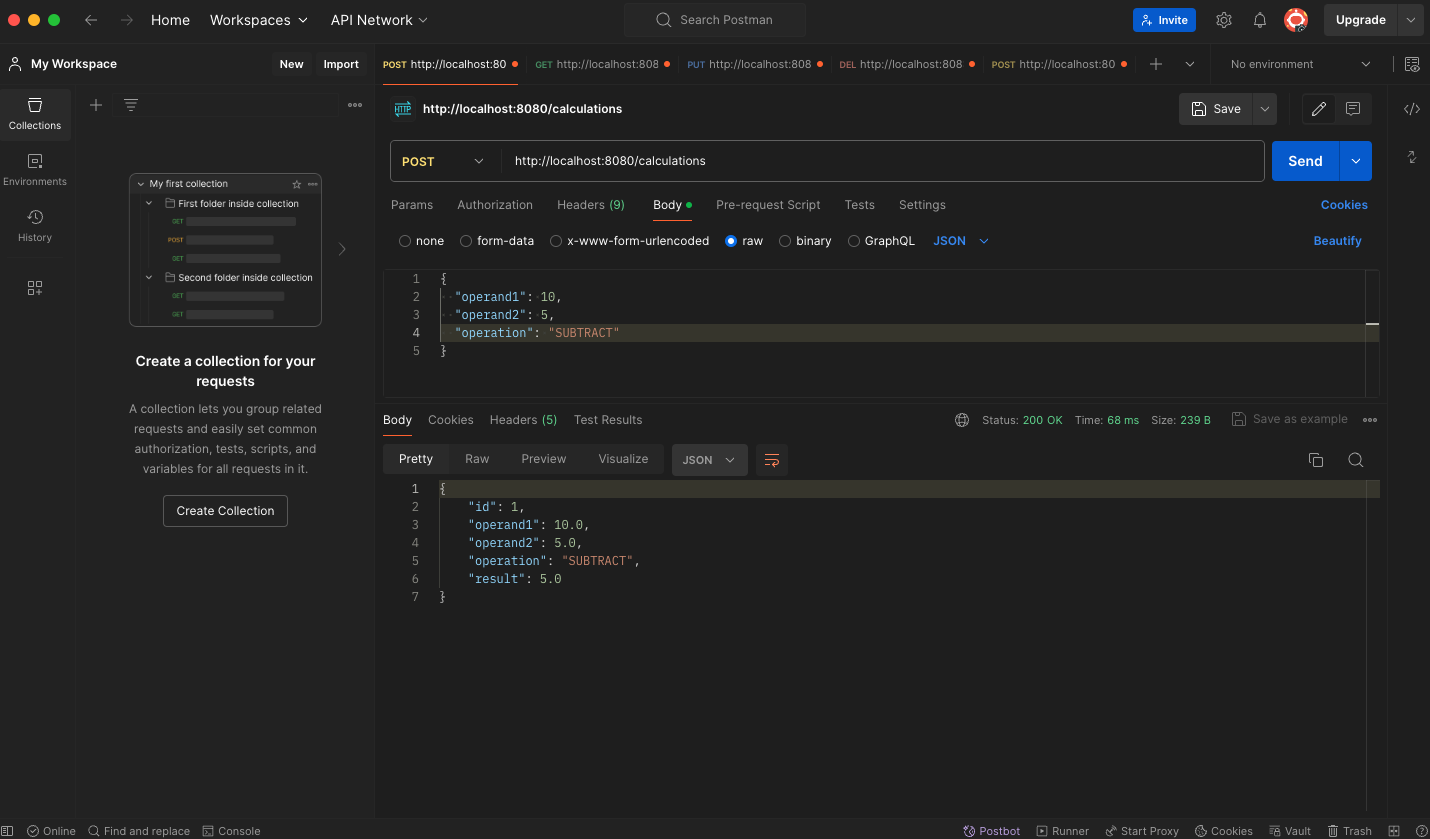 Home Workspaces API Network Search Postman Invite Upgrade
My Workspace New Import
POST http://localhost:80 GET http://localhost:808 PUT http://localhost:808 DEL http://localhost:808 POST http://localhost:80 No environment
Collections
Environments
History
My first collection
First folder inside collection
GET
POST
GET
Second folder inside collection
GET
GET
Create a collection for your
requests
A collection lets you group related
requests and easily set common
authorization, tests, scripts, and
variables for all requests in it.
Create Collection
HTTP http://localhost:8080/calculations Save
POST http://localhost:8080/calculations Send
Params Authorization Headers (9) Body Pre-request Script Tests Settings Cookies
none form-data x-www-form-urlencoded raw binary GraphQL JSON Beautify
1 {
2 "operand1": 10,
3 "operand2": 5,
4 "operation": "SUBTRACT"
5 }
Body Cookies Headers (5) Test Results Status: 200 OK Time: 68 ms Size: 239 B Save as example
Pretty Raw Preview Visualize JSON
1 {
2 "id": 1,
3 "operand1": 10.0,
4 "operand2": 5.0,
5 "operation": "SUBTRACT",
6 "result": 5.0
7 }
Online Find and replace Console Postbot Runner Start Proxy Cookies Vault Trash